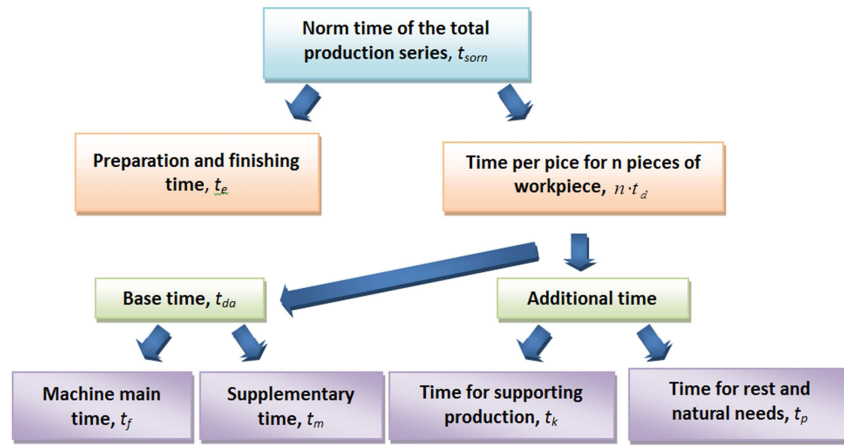 Norm time of the total
production series, tsorn
Preparation and finishing
time, te
Time per pice for n pieces of
workpiece, n·td
Base time, tda
Additional time
Machine main
time, tf
Supplementary
time, tm
Time for supporting
production, tk
Time for rest and
natural needs, tp